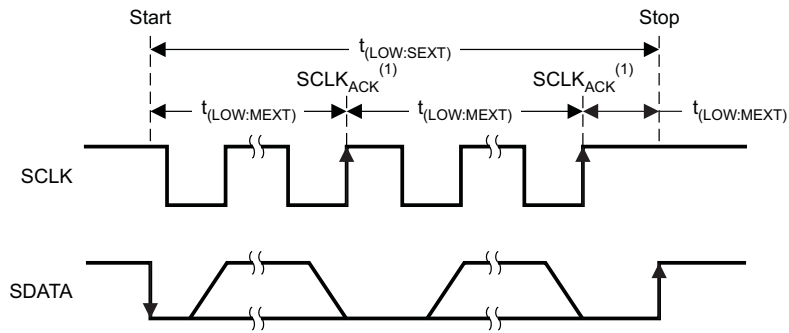 Start Stop
t(LOW:SEXT)
SCLKACK(1) SCLKACK(1)
t(LOW:MEXT) t(LOW:MEXT) t(LOW:MEXT)
SCLK
SDATA